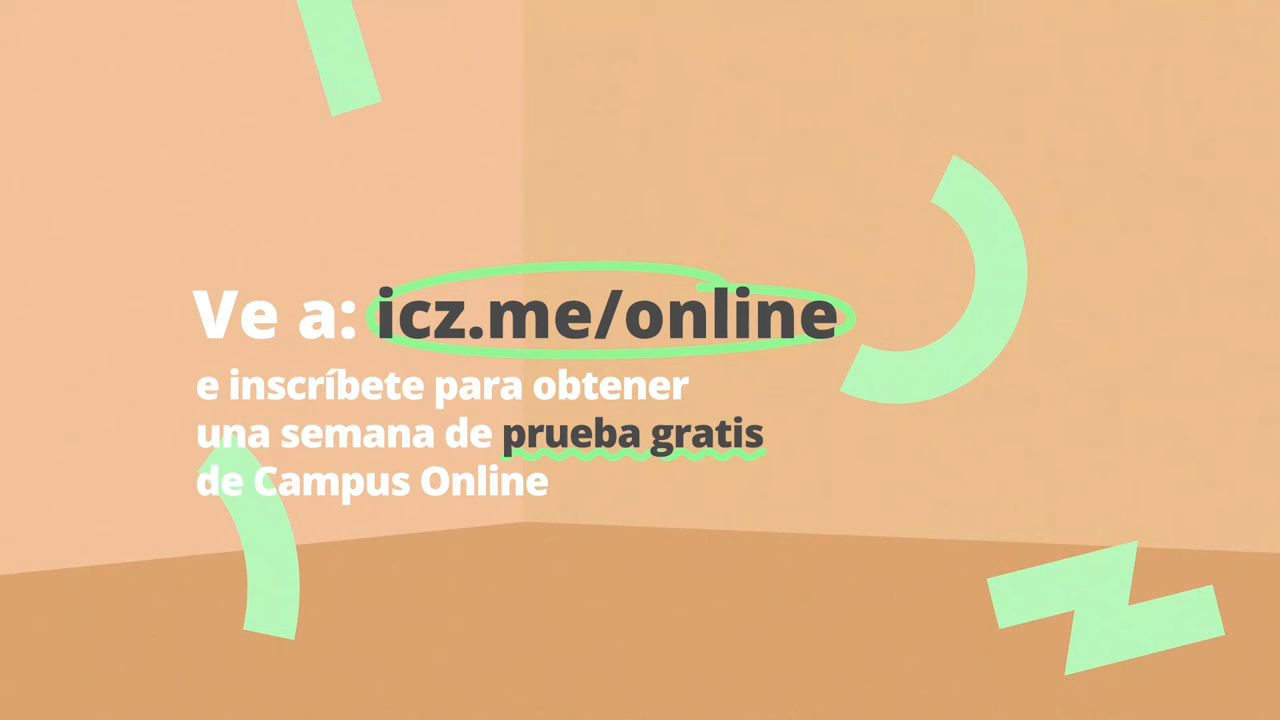 Ve a: icz.me/online
e inscríbete para obtener
una semana de prueba gratis
de Campus Online